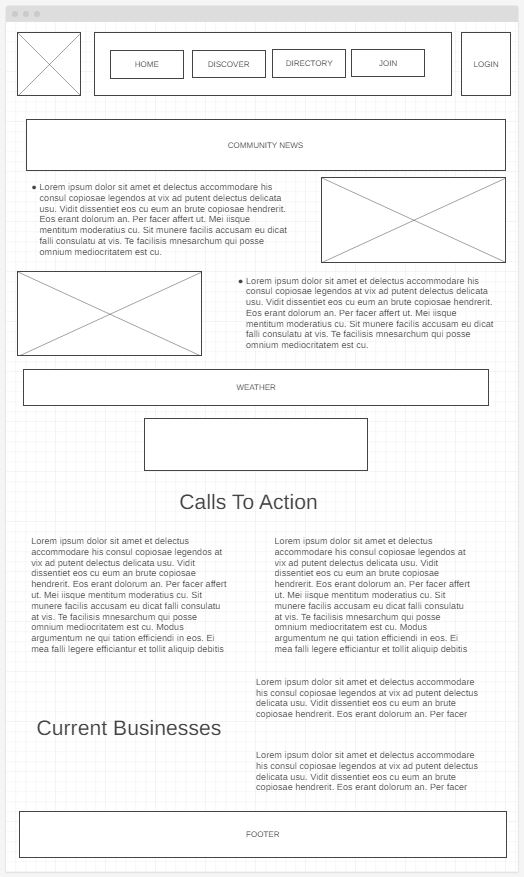 HOME
DISCOVER
DIRECTORY
JOIN
LOGIN
COMMUNITY NEWS
● Lorem ipsum dolor sit amet et delectus accommodare his
consul copiosae legendos at vix ad putent delectus delicata
usu. Vidit dissentiet eos cu eum an brute copiosae hendrerit.
Eos erant dolorum an. Per facer affert ut. Mei iisque
mentitum moderatius cu. Sit munere facilis accusam eu dicat
falli consulatu at vis. Te facilisis mnesarchum qui posse
omnium mediocritatem est cu.
● Lorem ipsum dolor sit amet et delectus accommodare his
consul copiosae legendos at vix ad putent delectus delicata
usu. Vidit dissentiet eos cu eum an brute copiosae hendrerit.
Eos erant dolorum an. Per facer affert ut. Mei iisque
mentitum moderatius cu. Sit munere facilis accusam eu dicat
falli consulatu at vis. Te facilisis mnesarchum qui posse
omnium mediocritatem est cu.
WEATHER
Calls To Action
Lorem ipsum dolor sit amet et delectus
accommodare his consul copiosae legendos at
vix ad putent delectus delicata usu. Vidit
dissentiet eos cu eum an brute copiosae
hendrerit. Eos erant dolorum an. Per facer affert
ut. Mei iisque mentitum moderatius cu. Sit
munere facilis accusam eu dicat falli consulatu
at vis. Te facilisis mnesarchum qui posse
omnium mediocritatem est cu. Modus
argumentum ne qui tation efficiendi in eos. Ei
mea falli legere efficiantur et tollit aliquip debitis
Lorem ipsum dolor sit amet et delectus
accommodare his consul copiosae legendos at
vix ad putent delectus delicata usu. Vidit
dissentiet eos cu eum an brute copiosae
hendrerit. Eos erant dolorum an. Per facer affert
ut. Mei iisque mentitum moderatius cu. Sit
munere facilis accusam eu dicat falli consulatu
at vis. Te facilisis mnesarchum qui posse
omnium mediocritatem est cu. Modus
argumentum ne qui tation efficiendi in eos. Ei
mea falli legere efficiantur et tollit aliquip debitis
Current Businesses
Lorem ipsum dolor sit amet et delectus accommodare
his consul copiosae legendos at vix ad putent delectus
delicata usu. Vidit dissentiet eos cu eum an brute
copiosae hendrerit. Eos erant dolorum an. Per facer
Lorem ipsum dolor sit amet et delectus accommodare
his consul copiosae legendos at vix ad putent delectus
delicata usu. Vidit dissentiet eos cu eum an brute
copiosae hendrerit. Eos erant dolorum an. Per facer
FOOTER